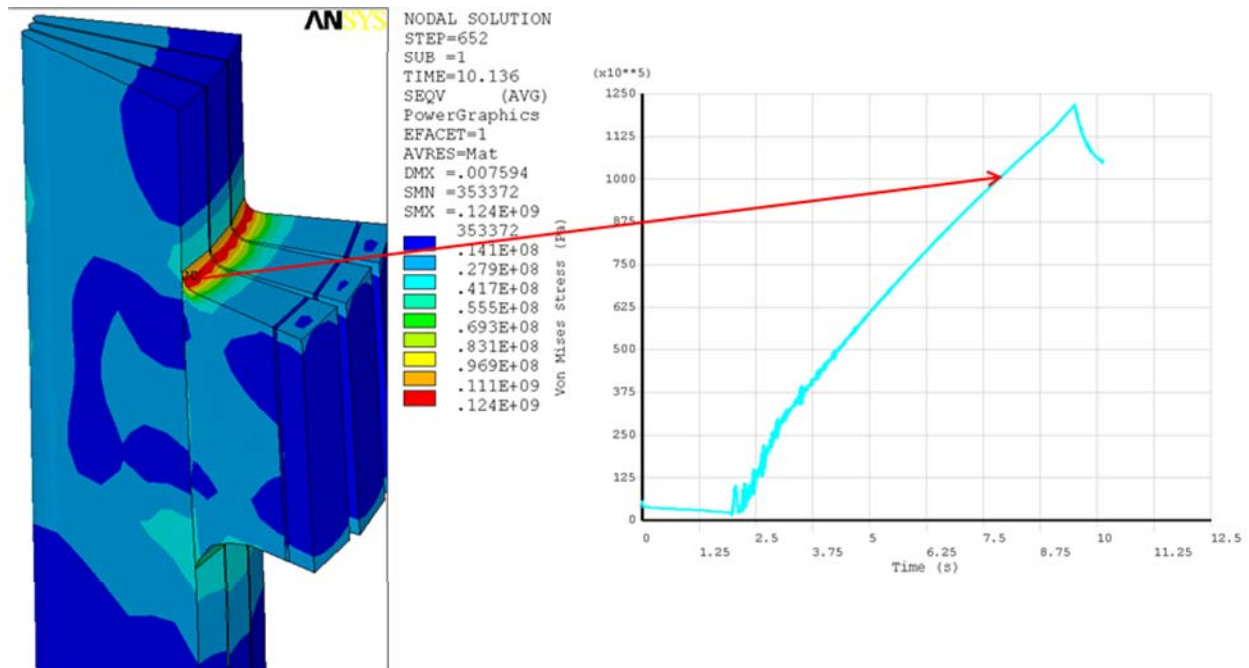 ANSYS
NODAL SOLUTION
STEP=652
SUB =1
TIME=10.136
SEQV (AVG)
PowerGraphics
EFACET=1
AVRES=Mat
DMX =.007594
SMN =353372
SMX =.124E+09
353372
.141E+08
.279E+08
.417E+08
.555E+08
.693E+08
.831E+08
.969E+08
.111E+09
.124E+09
(x10**5)
1250
1125
1000
875
750
625
500
375
250
125
0
Von Mises Stress (Pa)
0
1.25
2.5
3.75
5
6.25
7.5
8.75
10
11.25
12.5
Time (s)